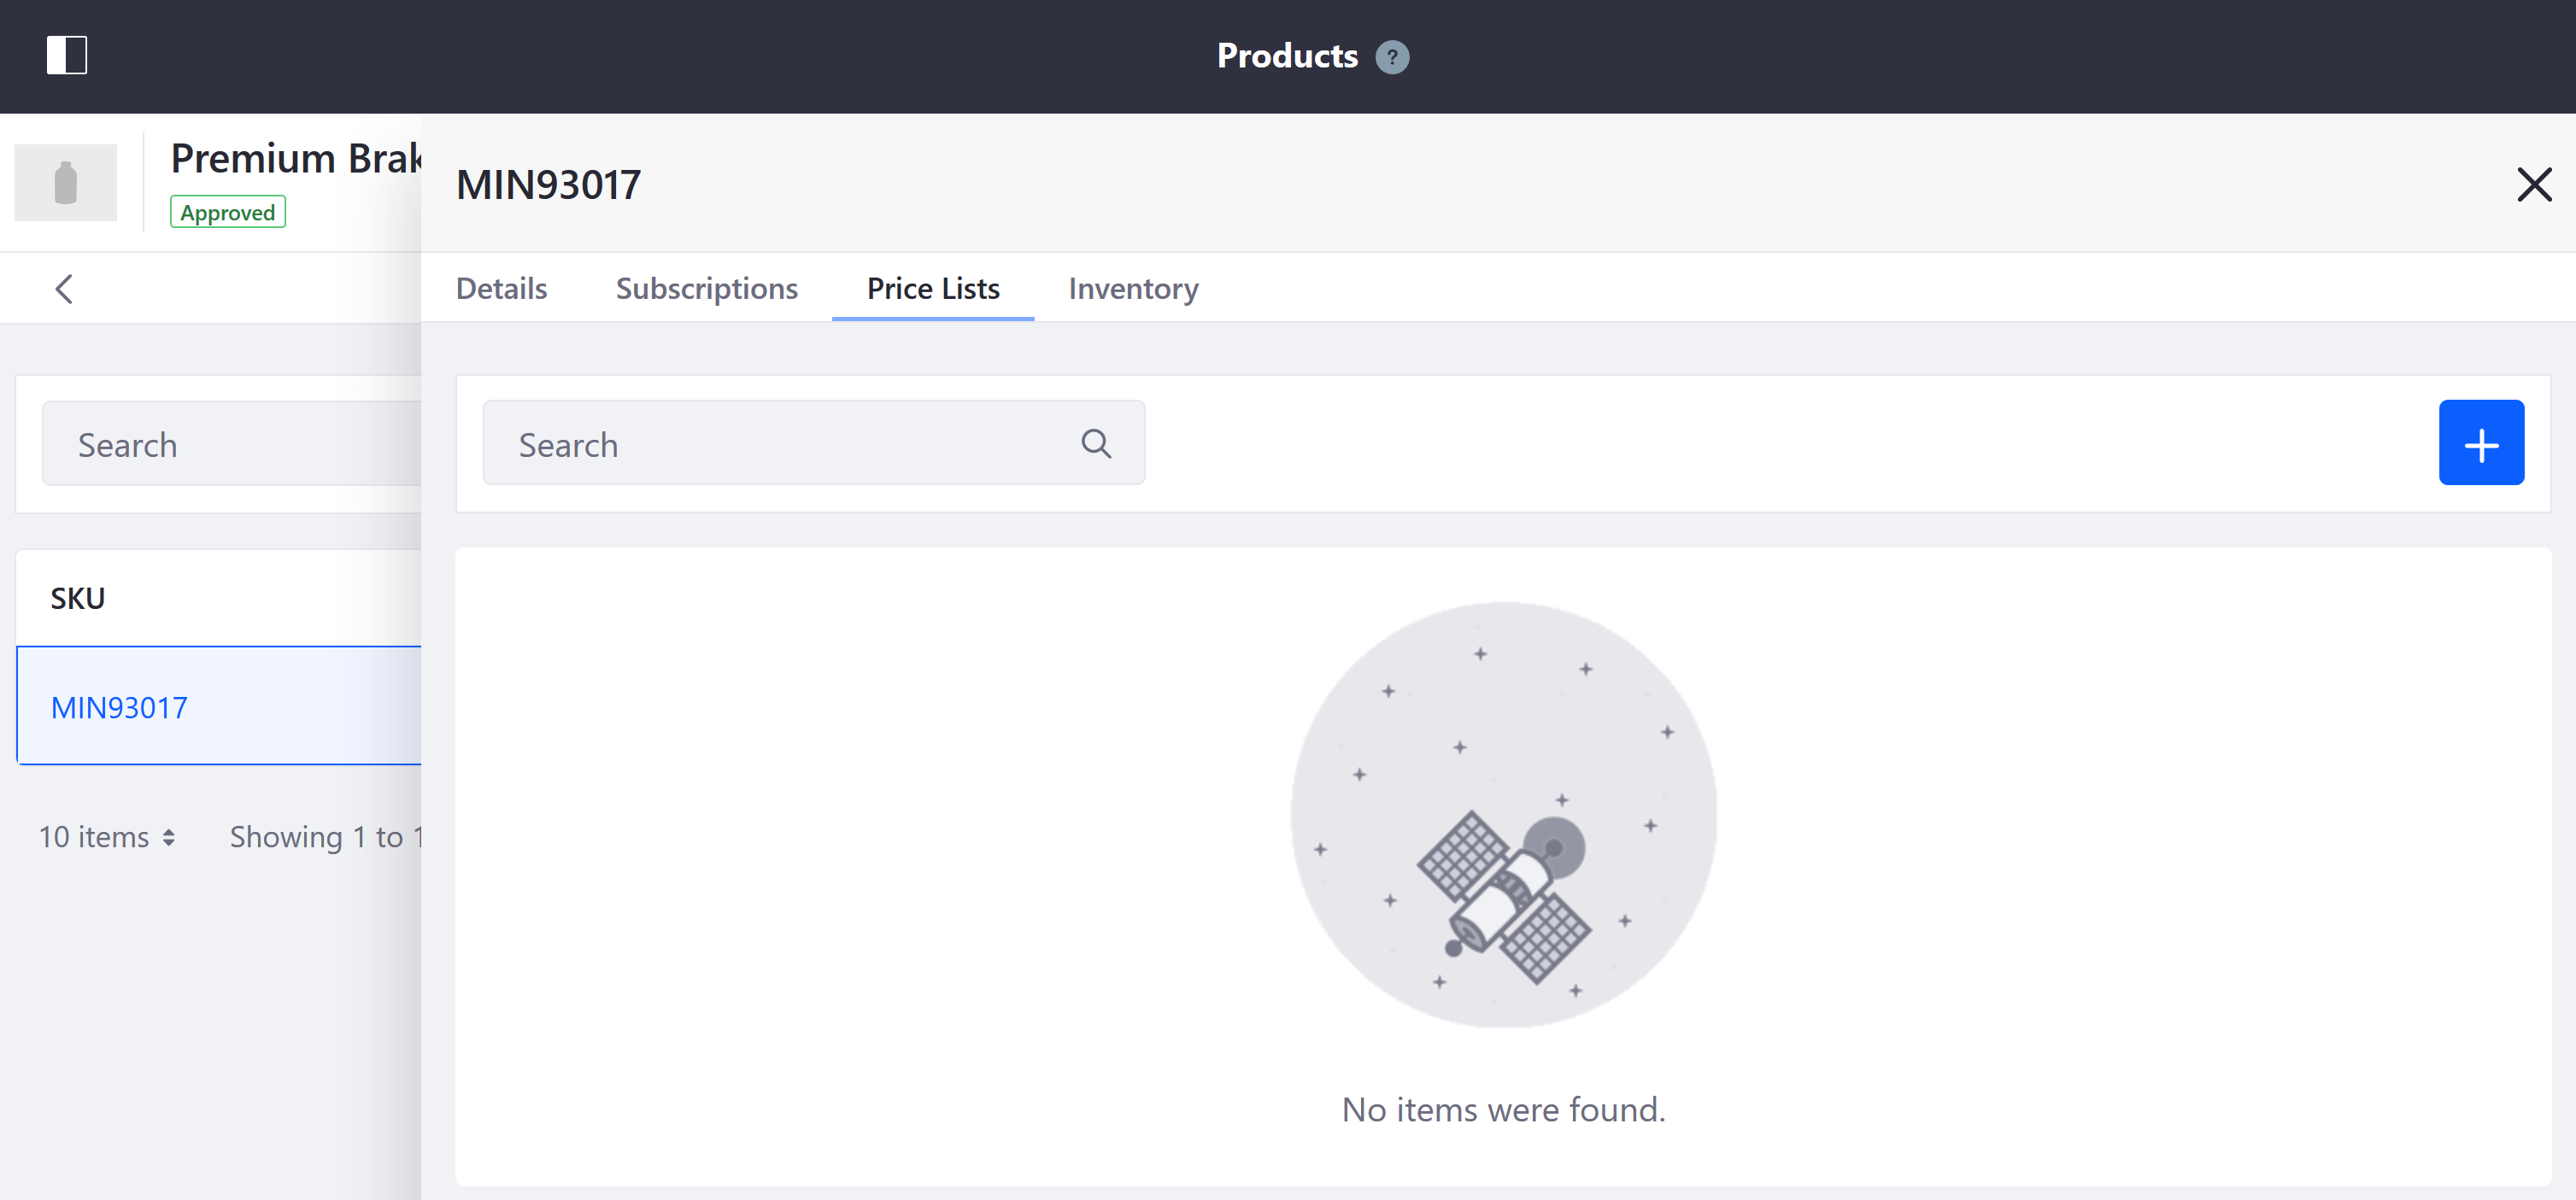 Products ?
Premium Brak
Approved
MIN93017
Details Subscriptions Price Lists Inventory
Search
Search
SKU
MIN93017
10 items Showing 1 to 1
No items were found.